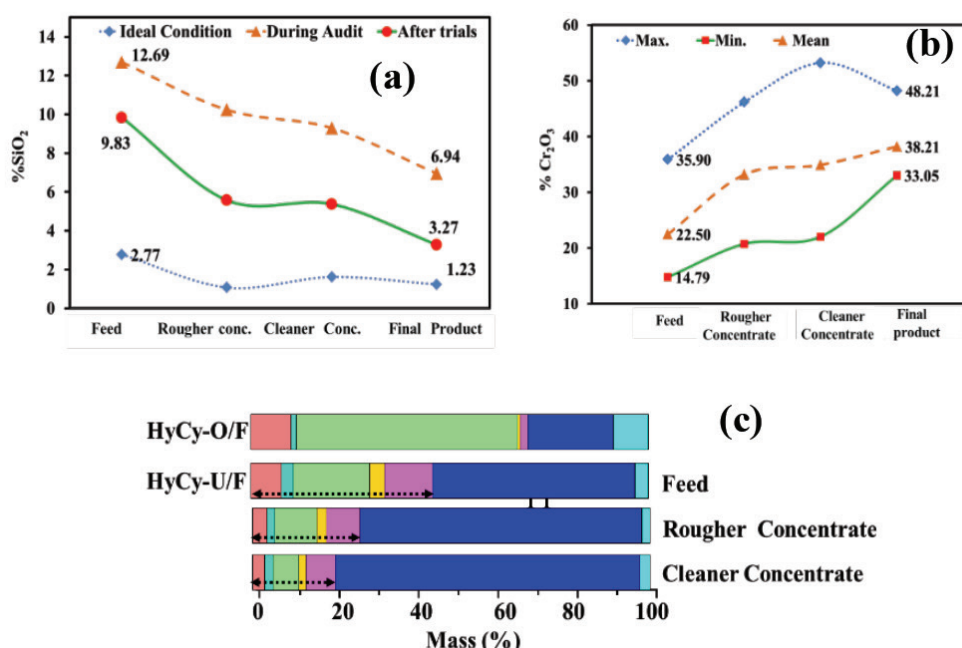 Ideal Condition During Audit After trials
(a)
14
12
10
8
6
4
2
0
%SiO2
12.69
9.83
2.77
6.94
3.27
1.23
Feed Rougher conc. Cleaner Conc. Final Product
Max. Min. Mean
(b)
60
50
40
30
20
10
% Cr2O3
35.90
22.50
14.79
48.21
38.21
33.05
Feed
Rougher Concentrate
Cleaner Concentrate
Final product
(c)
HyCy-O/F
HyCy-U/F Feed
Rougher Concentrate
Cleaner Concentrate
0 20 40 60 80 100
Mass (%)